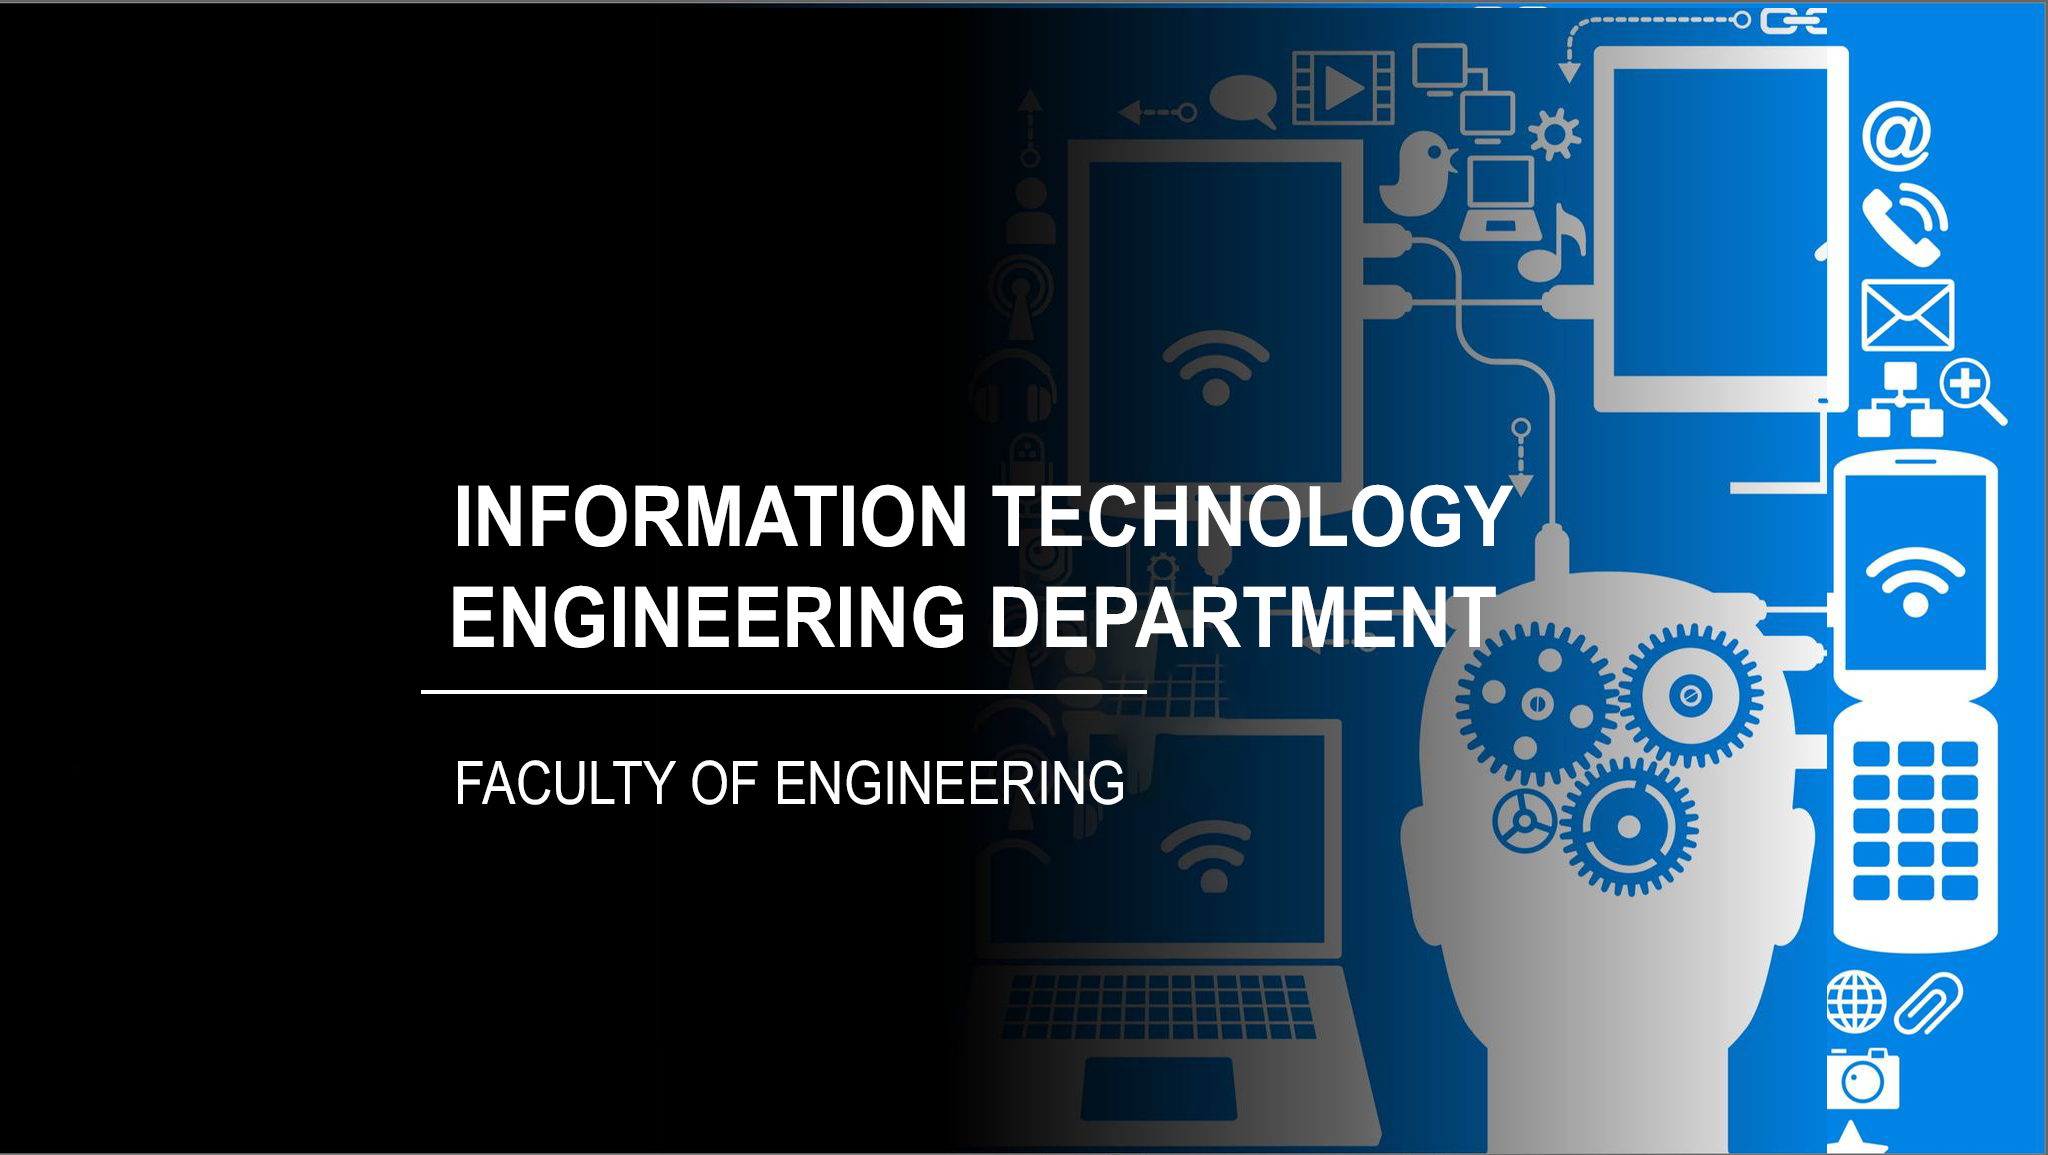 INFORMATION TECHNOLOGY
ENGINEERING DEPARTMENT
FACULTY OF ENGINEERING